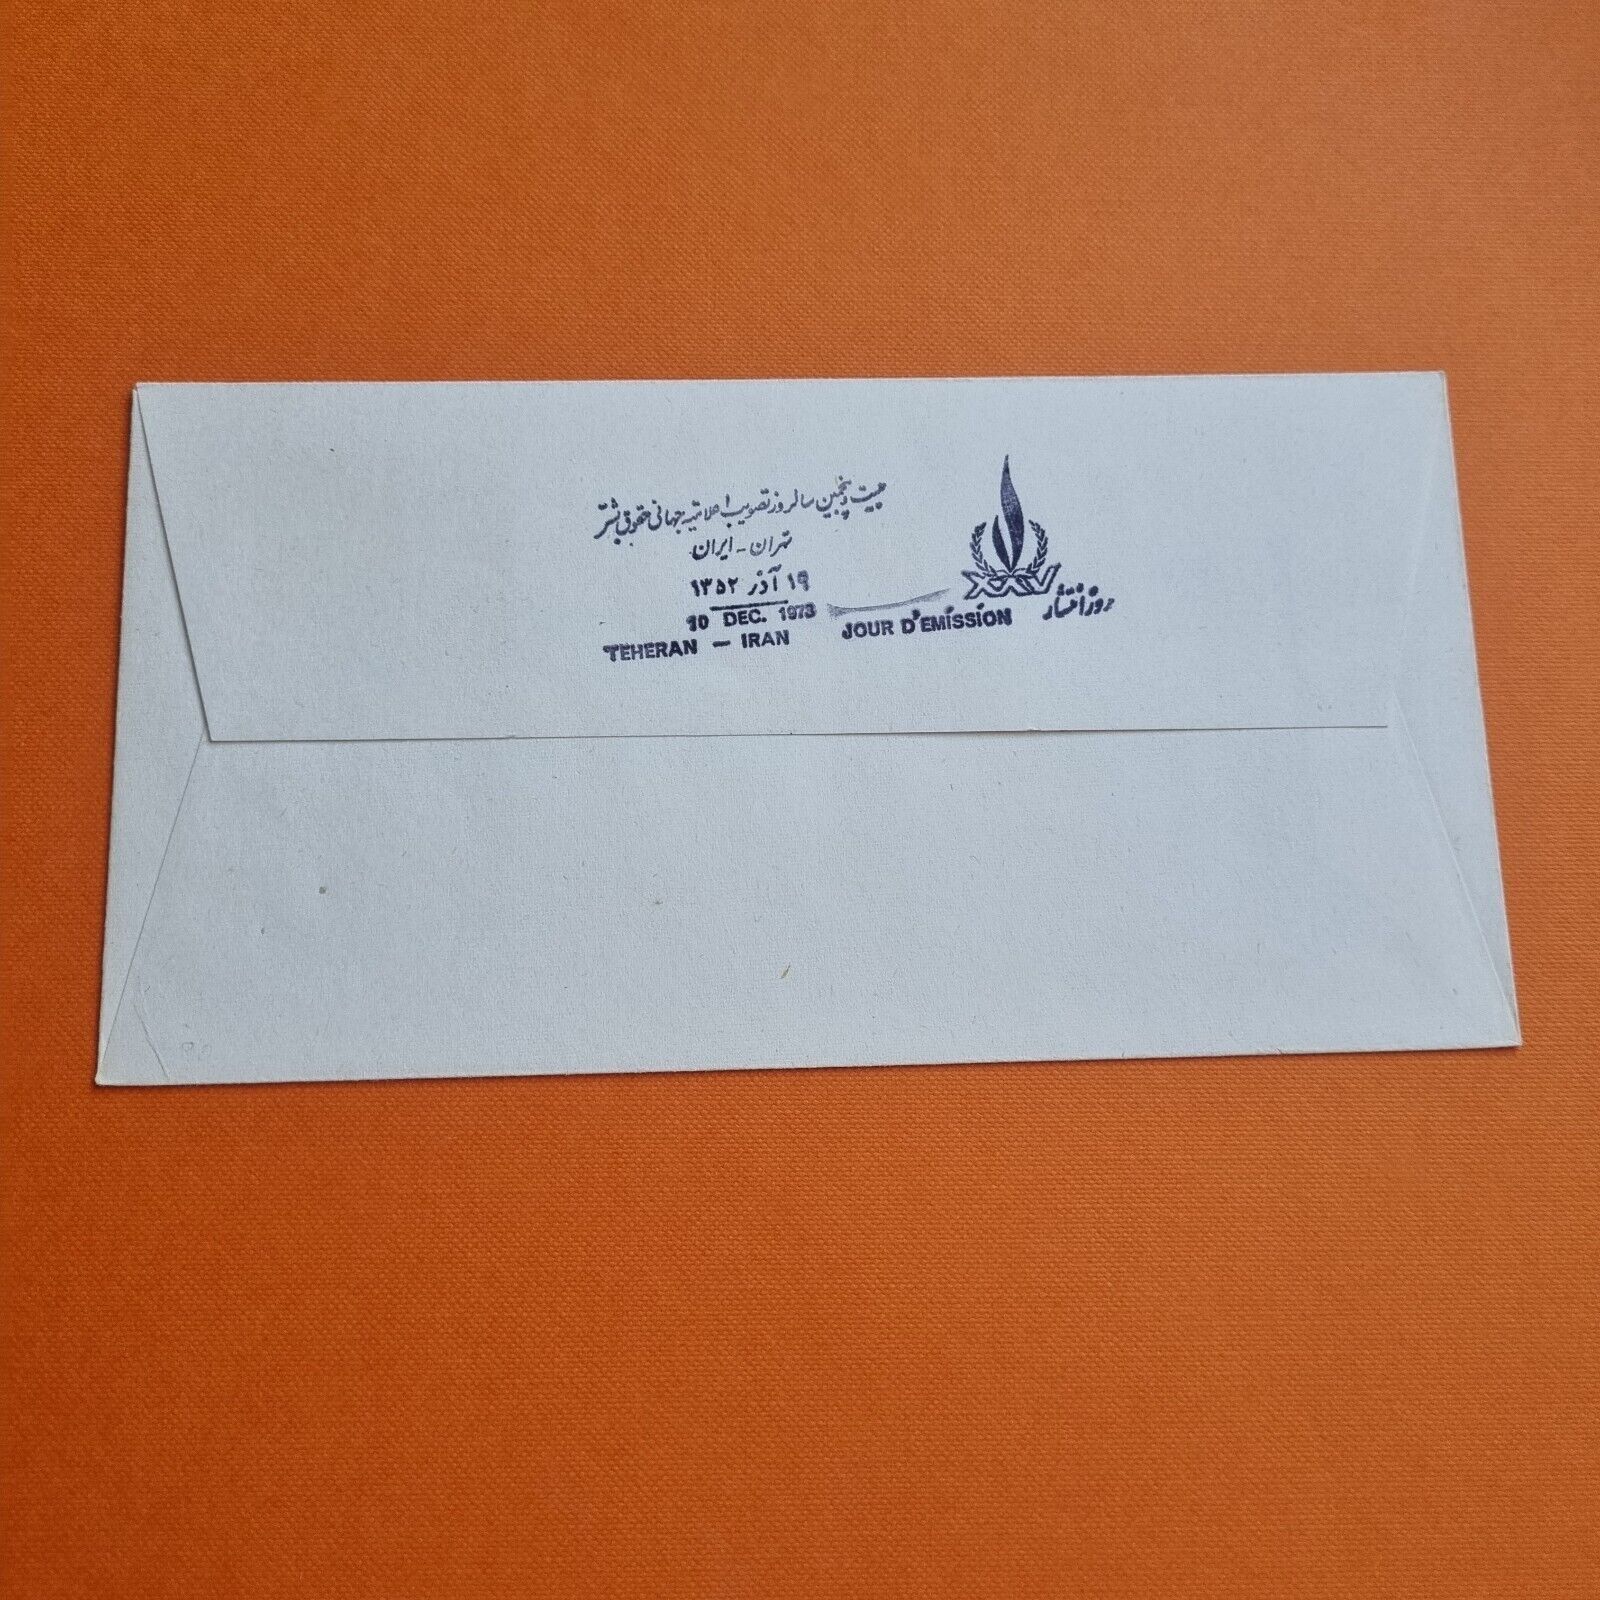 بیست و پنجمین سالروز تصویب اعلامیه جهانی حقوق بشر
تهران - ایران
۱۹ آذر ۱۳۵۲
10 DEC. 1973
TEHERAN – IRAN
XXV
روز انتشار
JOUR D'EMISSION